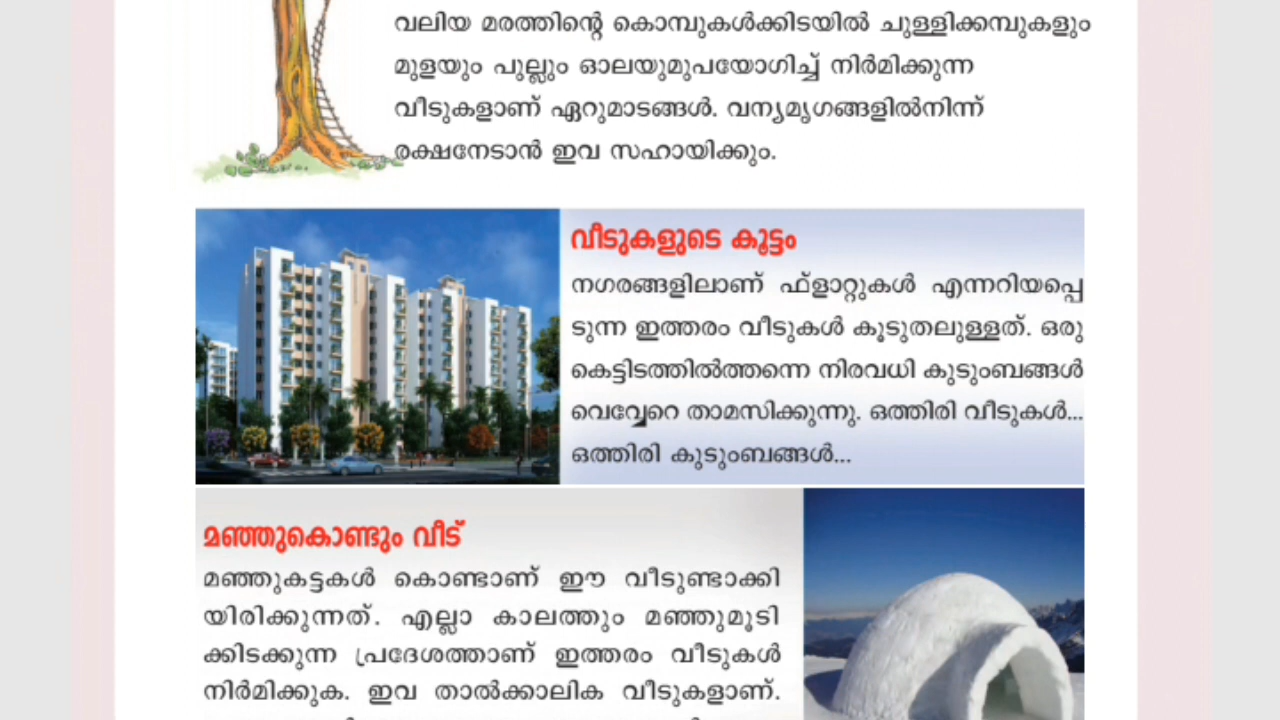 വലിയ മരത്തിന്റെ കൊമ്പുകൾക്കിടയിൽ ചുള്ളിക്കമ്പുകളും
മുളയും പുല്ലും ഓലയുമുപയോഗിച്ച് നിർമിക്കുന്ന
വീടുകളാണ് ഏറുമാടങ്ങൾ. വന്യമൃഗങ്ങളിൽനിന്ന്
രക്ഷനേടാൻ ഇവ സഹായിക്കും.
വീടുകളുടെ കൂട്ടം
നഗരങ്ങളിലാണ് ഫ്ളാറ്റുകൾ എന്നറിയപ്പെ
ടുന്ന ഇത്തരം വീടുകൾ കൂടുതലുള്ളത്. ഒരു
കെട്ടിടത്തിൽത്തന്നെ നിരവധി കുടുംബങ്ങൾ
വെവ്വേറെ താമസിക്കുന്നു. ഒത്തിരി വീടുകൾ...
ഒത്തിരി കുടുംബങ്ങൾ...
മഞ്ഞുകൊണ്ടും വീട്
മഞ്ഞുകട്ടകൾ കൊണ്ടാണ് ഈ വീടുണ്ടാക്കി
യിരിക്കുന്നത്. എല്ലാ കാലത്തും മഞ്ഞുമൂടി
ക്കിടക്കുന്ന പ്രദേശത്താണ് ഇത്തരം വീടുകൾ
നിർമിക്കുക. ഇവ താൽക്കാലിക വീടുകളാണ്.